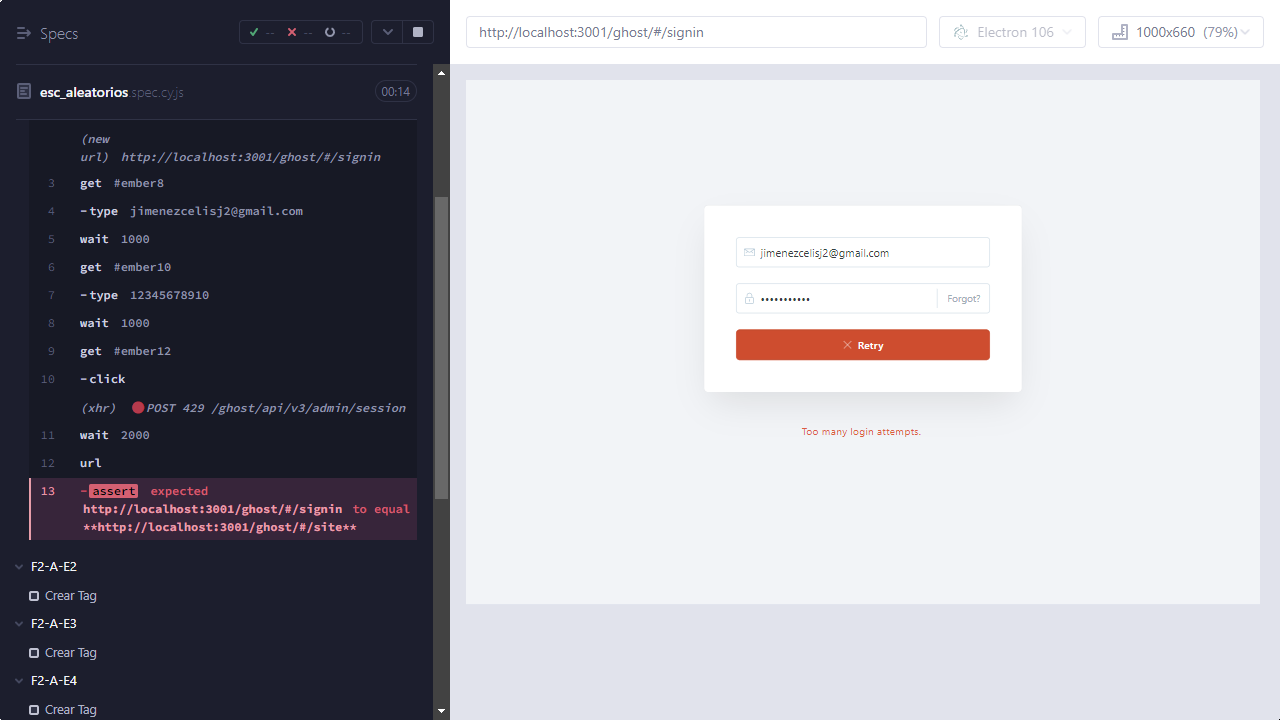 Specs
--
--
--
http://localhost:3001/ghost/#/signin
Electron 106
1000x660 (79%)
esc_aleatorios.spec.cy.js
00:14
(new
url) http://localhost:3001/ghost/#/signin
3 get #ember8
4 -type jimenezcelisj2@gmail.com
5 wait 1000
6 get #ember10
7 -type 12345678910
8 wait 1000
9 get #ember12
10 -click
(xhr) POST 429 /ghost/api/v3/admin/session
11 wait 2000
12 url
13 -assert expected
http://localhost:3001/ghost/#/signin to equal
**http://localhost:3001/ghost/#/site**
F2-A-E2
Crear Tag
F2-A-E3
Crear Tag
F2-A-E4
Crear Tag
jimenezcelisj2@gmail.com
•••••••••••
Forgot?
Retry
Too many login attempts.